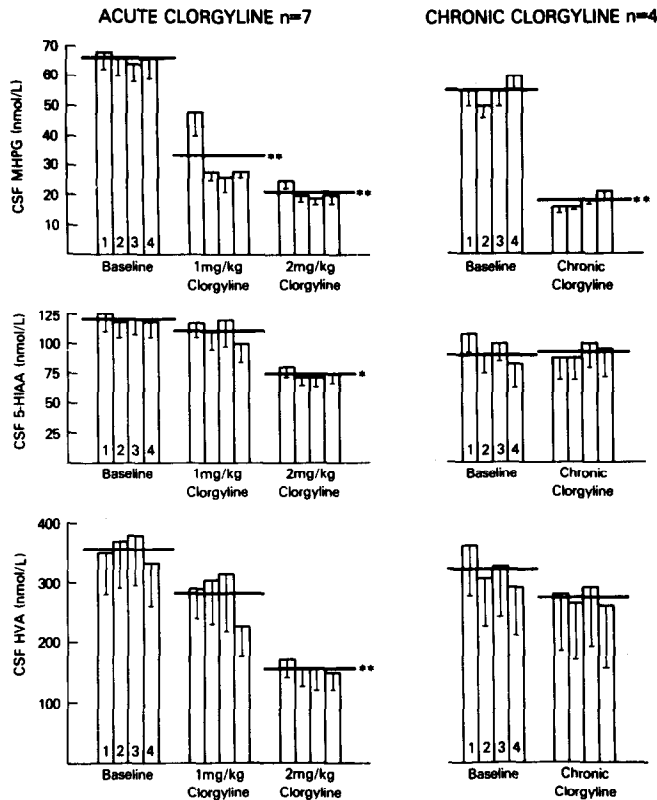 ACUTE CLORGYLINE n=7
CHRONIC CLORGYLINE n=4
CSF MHPG (nmol/L)
70
60
50
40
30
20
10
**
**
**
1 2 3 4
1 2 3 4
Baseline
1mg/kg
Clorgyline
2mg/kg
Clorgyline
Baseline
Chronic
Clorgyline
CSF 5-HIAA (nmol/L)
125
100
75
50
25
*
1 2 3 4
1 2 3 4
Baseline
1mg/kg
Clorgyline
2mg/kg
Clorgyline
Baseline
Chronic
Clorgyline
CSF HVA (nmol/L)
400
300
200
100
**
1 2 3 4
1 2 3 4
Baseline
1mg/kg
Clorgyline
2mg/kg
Clorgyline
Baseline
Chronic
Clorgyline